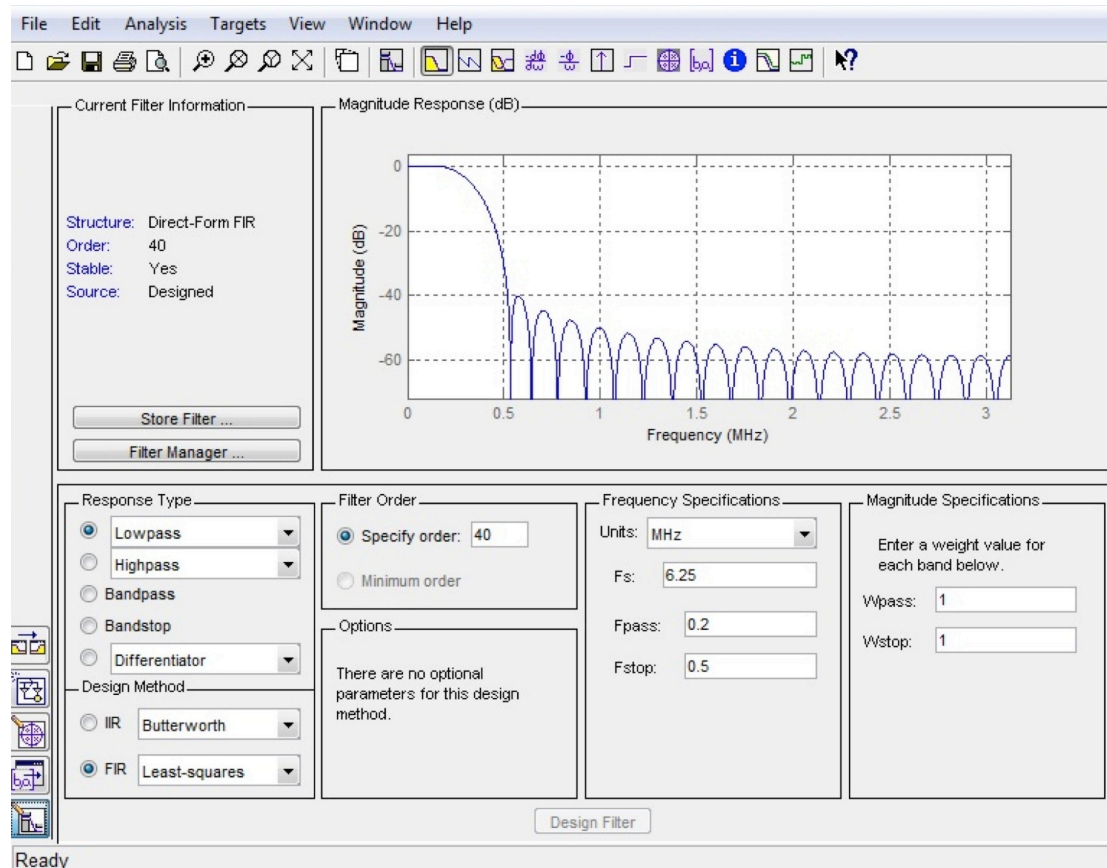 File Edit Analysis Targets View Window Help
Current Filter Information
Structure: Direct-Form FIR
Order: 40
Stable: Yes
Source: Designed
Store Filter ...
Filter Manager ...
Magnitude Response (dB)
Magnitude (dB)
0
-20
-40
-60
0 0.5 1 1.5 2 2.5 3
Frequency (MHz)
Response Type
Lowpass
Highpass
Bandpass
Bandstop
Differentiator
Design Method
IIR Butterworth
FIR Least-squares
Filter Order
Specify order: 40
Minimum order
Options
There are no optional
parameters for this design
method.
Frequency Specifications
Units: MHz
Fs: 6.25
Fpass: 0.2
Fstop: 0.5
Magnitude Specifications
Enter a weight value for
each band below.
Wpass: 1
Wstop: 1
Design Filter
Ready